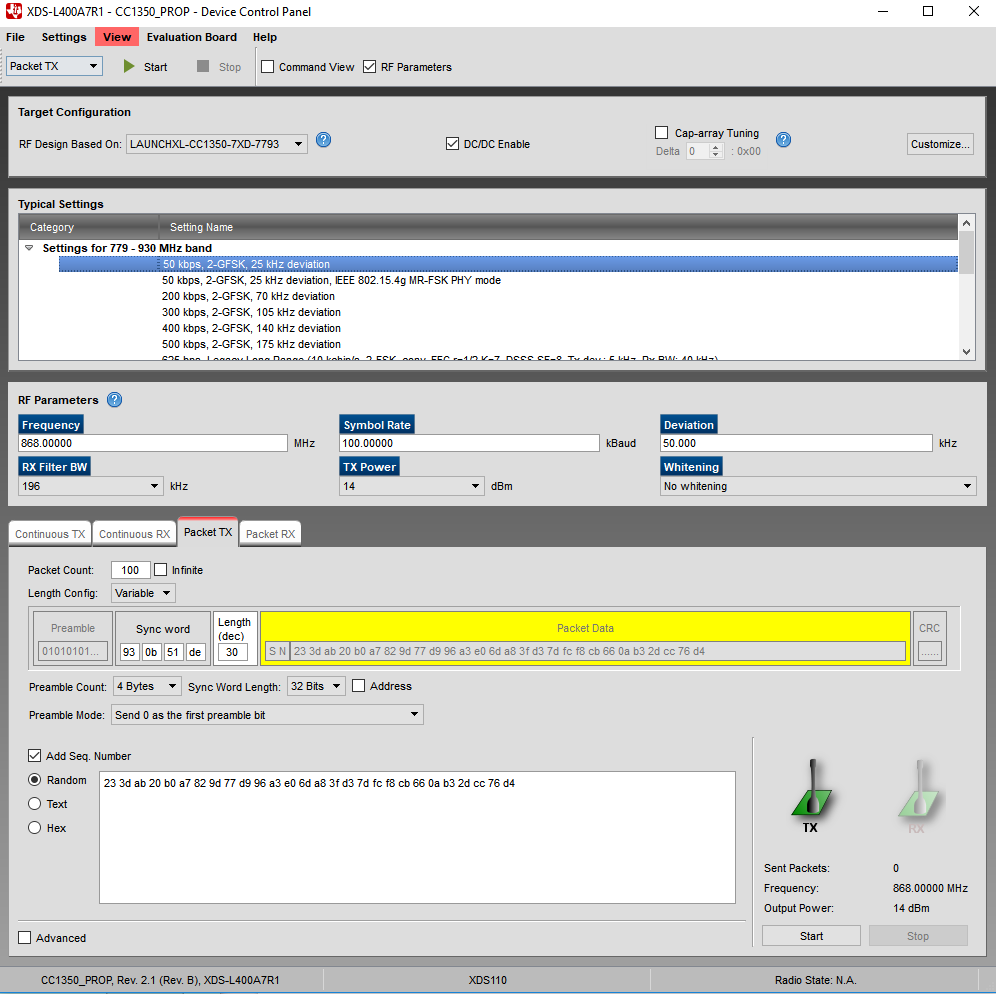 XDS-L400A7R1 - CC1350_PROP - Device Control Panel
File Settings View Evaluation Board Help
Packet TX Start Stop Command View RF Parameters
Target Configuration
RF Design Based On: LAUNCHXL-CC1350-7XD-7793 ? DC/DC Enable Cap-array Tuning ? Customize...
Delta 0 : 0x00
Typical Settings
Category Setting Name
Settings for 779 - 930 MHz band
50 kbps, 2-GFSK, 25 kHz deviation
50 kbps, 2-GFSK, 25 kHz deviation, IEEE 802.15.4g MR-FSK PHY mode
200 kbps, 2-GFSK, 70 kHz deviation
300 kbps, 2-GFSK, 105 kHz deviation
400 kbps, 2-GFSK, 140 kHz deviation
500 kbps, 2-GFSK, 175 kHz deviation
625 bps, Legacy Long Range (10 kchip/s, 2-FSK, conv. FEC r=1/2 K=7, DSSS SF=8, Tx dev.: 5 kHz, Rx BW: 40 kHz)
RF Parameters ?
Frequency Symbol Rate Deviation
868.00000 MHz 100.00000 kBaud 50.000 kHz
RX Filter BW TX Power Whitening
196 kHz 14 dBm No whitening
Continuous TX Continuous RX Packet TX Packet RX
Packet Count: 100 Infinite
Length Config: Variable
Preamble Sync word Length (dec) Packet Data CRC
01010101... 93 0b 51 de 30 S N 23 3d ab 20 b0 a7 82 9d 77 d9 96 a3 e0 6d a8 3f d3 7d fc f8 cb 66 0a b3 2d cc 76 d4 ......
Preamble Count: 4 Bytes Sync Word Length: 32 Bits Address
Preamble Mode: Send 0 as the first preamble bit
Add Seq. Number
Random 23 3d ab 20 b0 a7 82 9d 77 d9 96 a3 e0 6d a8 3f d3 7d fc f8 cb 66 0a b3 2d cc 76 d4
Text
Hex
TX RX
Sent Packets: 0
Frequency: 868.00000 MHz
Output Power: 14 dBm
Start Stop
Advanced
CC1350_PROP, Rev. 2.1 (Rev. B), XDS-L400A7R1 XDS110 Radio State: N.A.